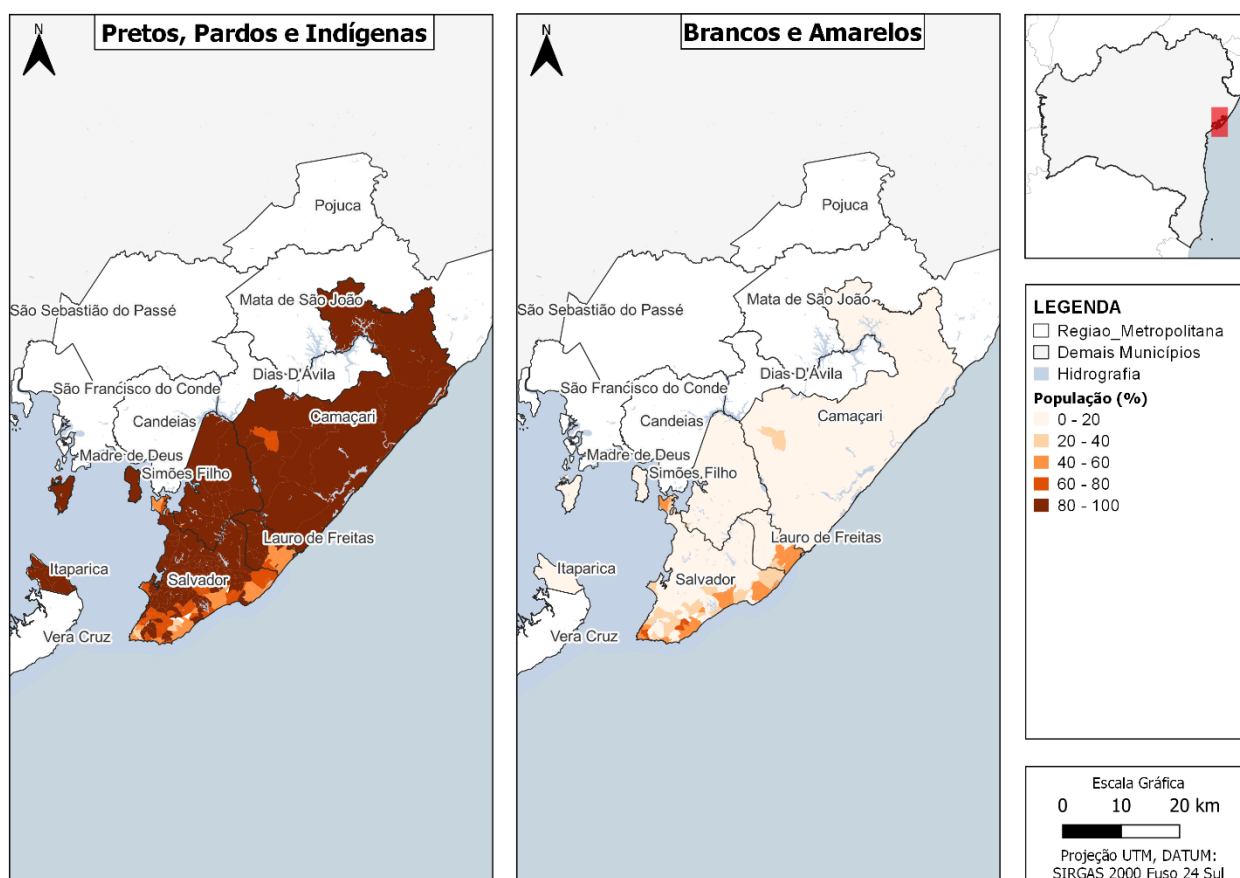 N
Pretos, Pardos e Indígenas
Pojuca
Mata de São João
São Sebastião do Passé
Dias D'Ávila
São Francisco do Conde
Camaçari
Candeias
Madre de Deus
Simões Filho
Lauro de Freitas
Itaparica
Salvador
Vera Cruz
N
Brancos e Amarelos
Pojuca
Mata de São João
São Sebastião do Passé
Dias D'Ávila
São Francisco do Conde
Camaçari
Candeias
Madre de Deus
Simões Filho
Lauro de Freitas
Itaparica
Salvador
Vera Cruz
LEGENDA
Regiao_Metropolitana
Demais Municípios
Hidrografia
População (%)
0 - 20
20 - 40
40 - 60
60 - 80
80 - 100
Escala Gráfica
0 10 20 km
Projeção UTM, DATUM:
SIRGAS 2000 Fuso 24 Sul